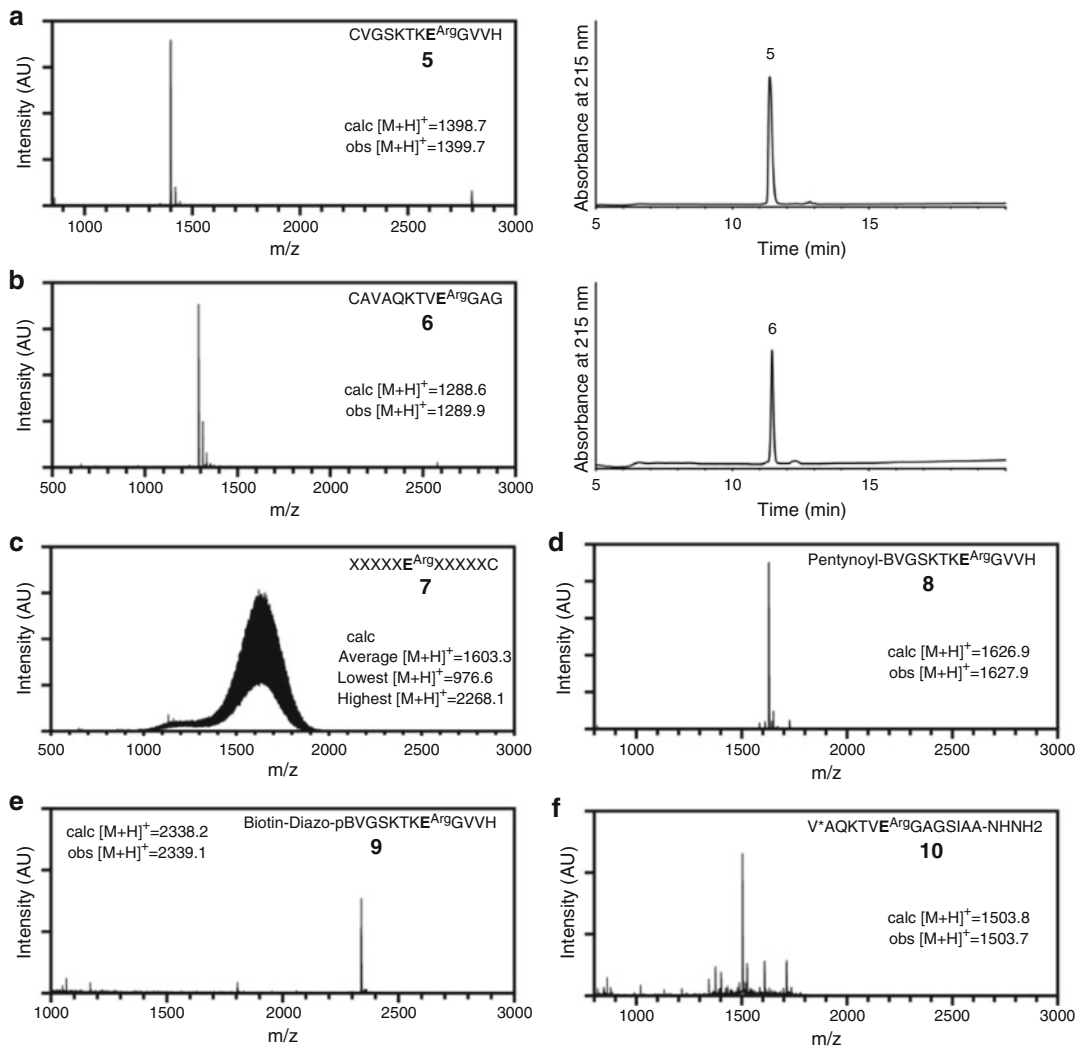 a
CVGSKTKE^ArgGVVH
5
calc [M+H]^+=1398.7
obs [M+H]^+=1399.7
Intensity (AU)
1000 1500 2000 2500 3000
m/z
5
Absorbance at 215 nm
5 10 15
Time (min)
b
CAVAQKTVE^ArgGAG
6
calc [M+H]^+=1288.6
obs [M+H]^+=1289.9
Intensity (AU)
500 1000 1500 2000 2500 3000
m/z
6
Absorbance at 215 nm
5 10 15
Time (min)
c
XXXXXE^ArgXXXXXC
7
calc
Average [M+H]^+=1603.3
Lowest [M+H]^+=976.6
Highest [M+H]^+=2268.1
Intensity (AU)
500 1000 1500 2000 2500 3000
m/z
d
Pentynoyl-BVGSKTKE^ArgGVVH
8
calc [M+H]^+=1626.9
obs [M+H]^+=1627.9
Intensity (AU)
1000 1500 2000 2500 3000
m/z
e
calc [M+H]^+=2338.2
obs [M+H]^+=2339.1
Biotin-Diazo-pBVGSKTKE^ArgGVVH
9
Intensity (AU)
1000 1500 2000 2500 3000
m/z
f
V*AQKTVE^ArgGAGSIAA-NHNH2
10
calc [M+H]^+=1503.8
obs [M+H]^+=1503.7
Intensity (AU)
1000 1500 2000 2500 3000
m/z